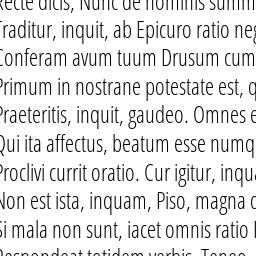 Recte dicis, Nunc de hominis summ
Traditur, inquit, ab Epicuro ratio neg
Conferam avum tuum Drusum cum
Primum in nostrane potestate est, q
Praeteritis, inquit, gaudeo. Omnes e
Qui ita affectus, beatum esse numq
Proclivi currit oratio. Cur igitur, inqua
Non est ista, inquam, Piso, magna d
Si mala non sunt, iacet omnis ratio
Respondeat totidem verbis. Teneo